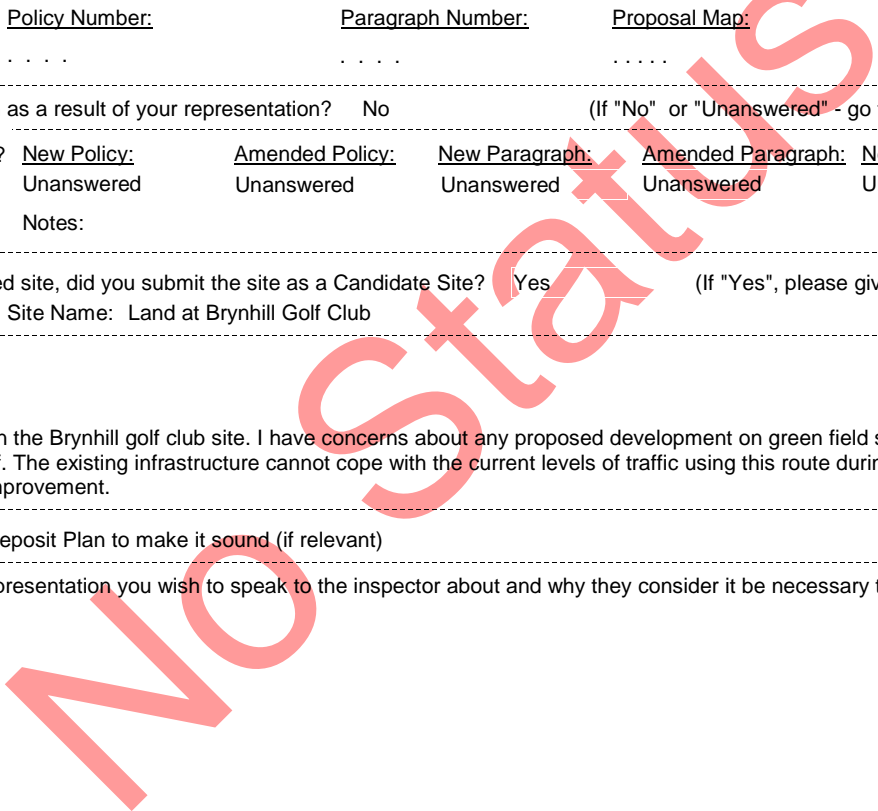 Policy Number: Paragraph Number: Proposal Map:
. . . . . . . . . . . . .
as a result of your representation? No (If "No" or "Unanswered" - go
? New Policy: Amended Policy: New Paragraph: Amended Paragraph:
Unanswered Unanswered Unanswered Unanswered U
Notes:
ed site, did you submit the site as a Candidate Site? Yes (If "Yes", please giv
Site Name: Land at Brynhill Golf Club
the Brynhill golf club site. I have concerns about any proposed development on green field s
. The existing infrastructure cannot cope with the current levels of traffic using this route durin
provement.
eposit Plan to make it sound (if relevant)
presentation you wish to speak to the inspector about and why they consider it be necessary t
No Status